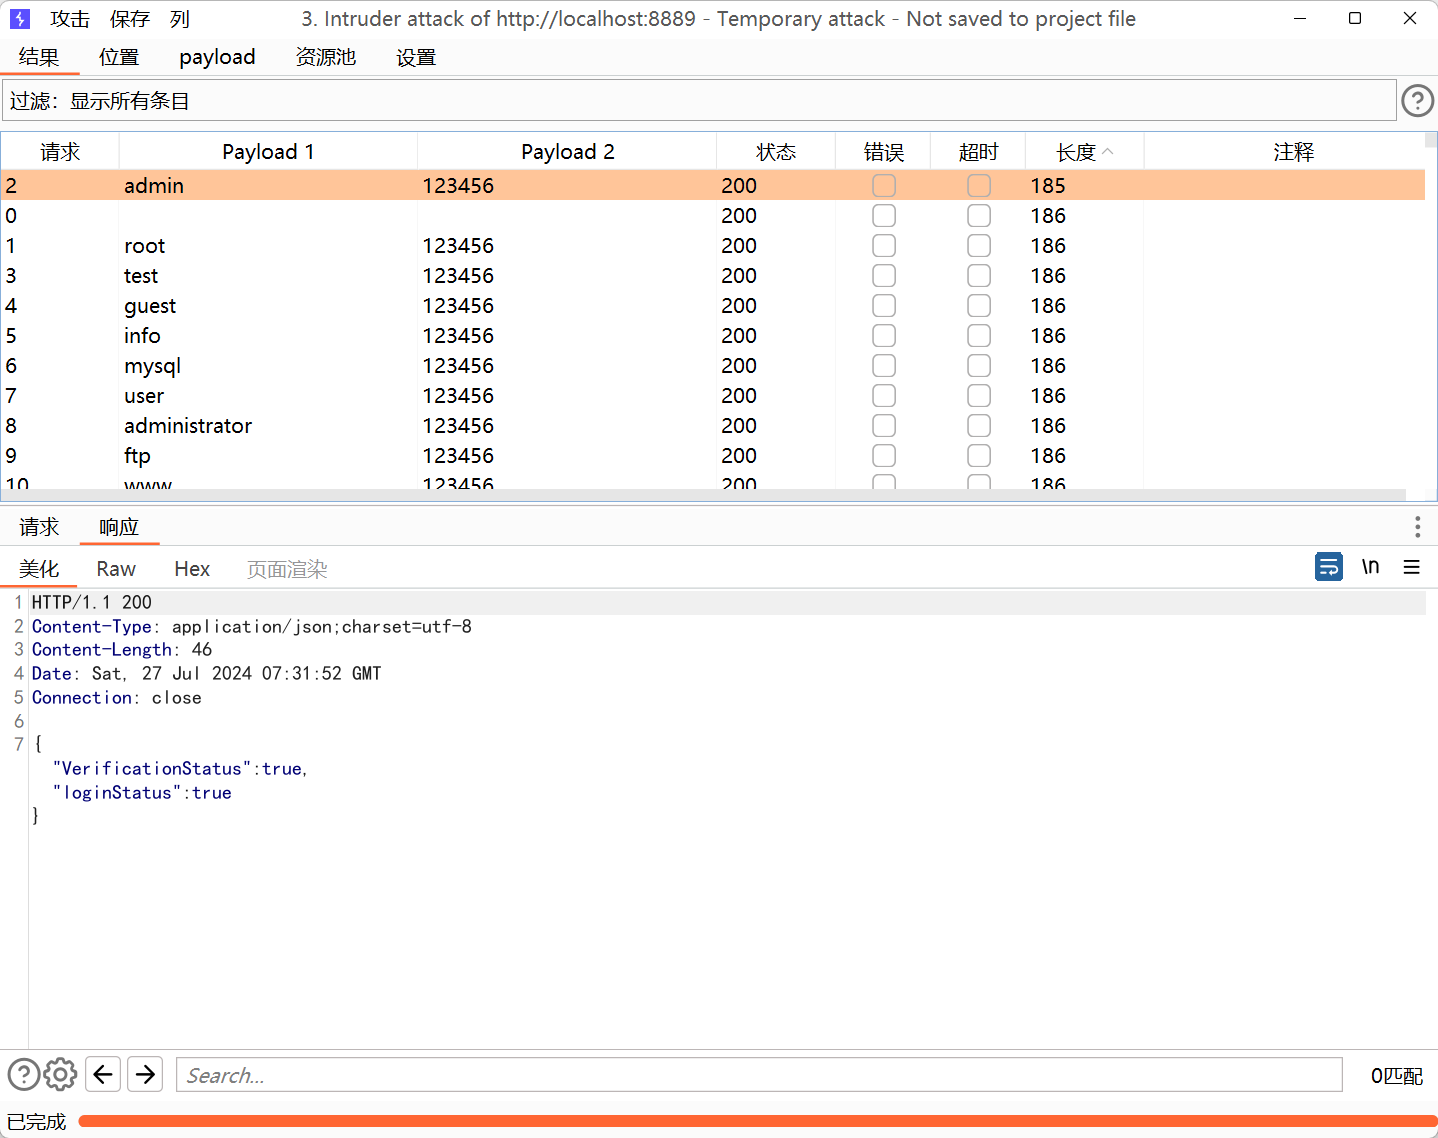 攻击 保存 列 3. Intruder attack of http://localhost:8889 - Temporary attack - Not saved to project file
结果 位置 payload 资源池 设置
过滤：显示所有条目
请求 Payload 1 Payload 2 状态 错误 超时 长度 注释
2 admin 123456 200 185
0 200 186
1 root 123456 200 186
3 test 123456 200 186
4 guest 123456 200 186
5 info 123456 200 186
6 mysql 123456 200 186
7 user 123456 200 186
8 administrator 123456 200 186
9 ftp 123456 200 186
10 www 123456 200 186
请求 响应
美化 Raw Hex 页面渲染 \n
1 HTTP/1.1 200
2 Content-Type: application/json;charset=utf-8
3 Content-Length: 46
4 Date: Sat, 27 Jul 2024 07:31:52 GMT
5 Connection: close
6
7 {
"VerificationStatus":true,
"loginStatus":true
}
Search... 0匹配
已完成